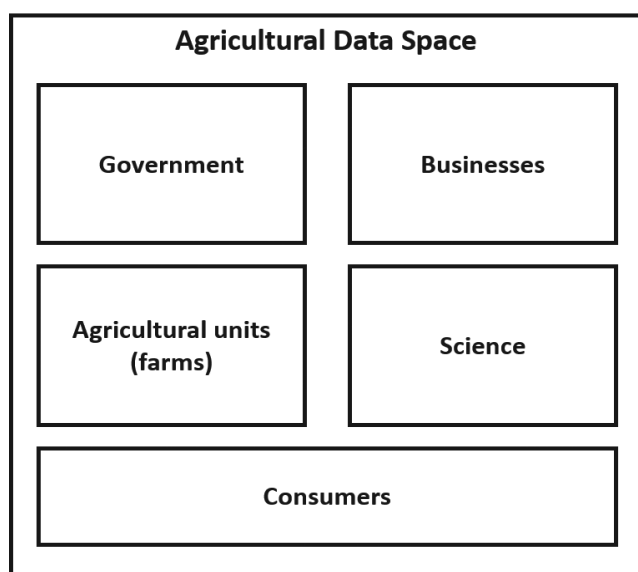 Agricultural Data Space
Government
Businesses
Agricultural units
(farms)
Science
Consumers